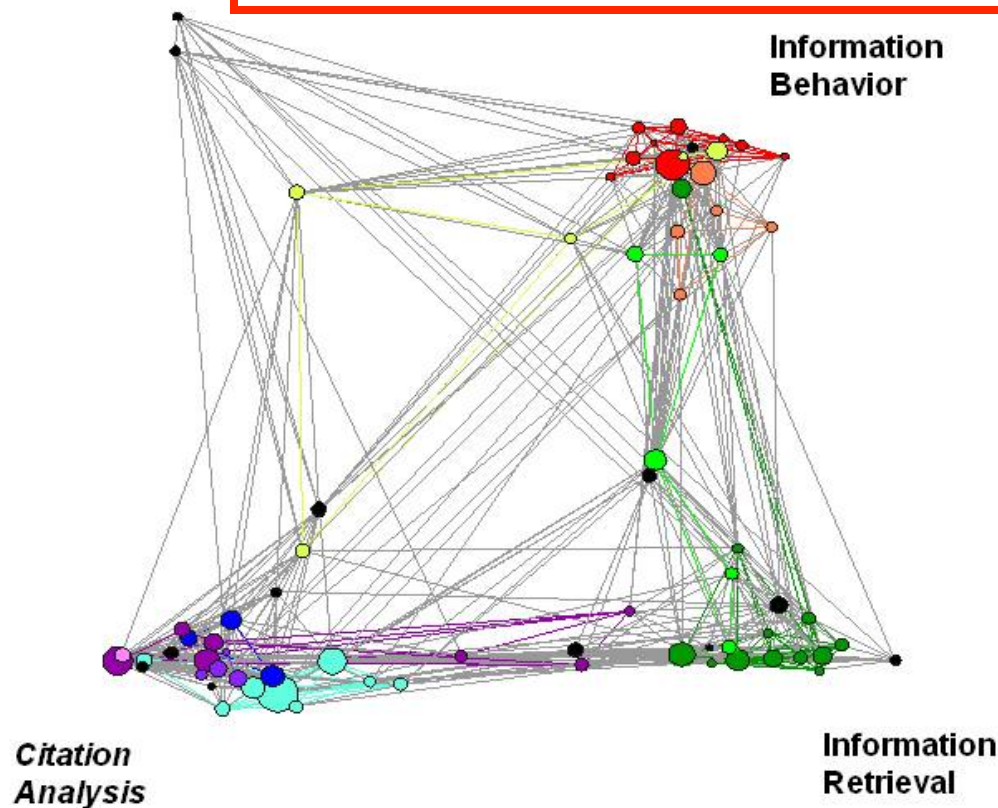 Information
Behavior
Citation
Analysis
Information
Retrieval